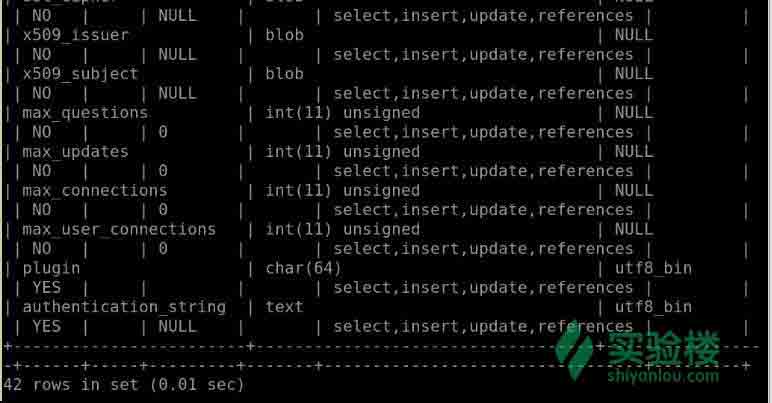 | NO | | NULL | | select,insert,update,references | |
| x509_issuer | blob | NULL
| NO | | NULL | | select,insert,update,references | |
| x509_subject | blob | NULL
| NO | | NULL | | select,insert,update,references | |
| max_questions | int(11) unsigned | NULL
| NO | | 0 | | select,insert,update,references | |
| max_updates | int(11) unsigned | NULL
| NO | | 0 | | select,insert,update,references | |
| max_connections | int(11) unsigned | NULL
| NO | | 0 | | select,insert,update,references | |
| max_user_connections | int(11) unsigned | NULL
| NO | | 0 | | select,insert,update,references | |
| plugin | char(64) | utf8_bin
| YES | | | | select,insert,update,references | |
| authentication_string | text | utf8_bin
| YES | | NULL | | select,insert,update,references | |
42 rows in set (0.01 sec)
实验楼
shiyanlou.com